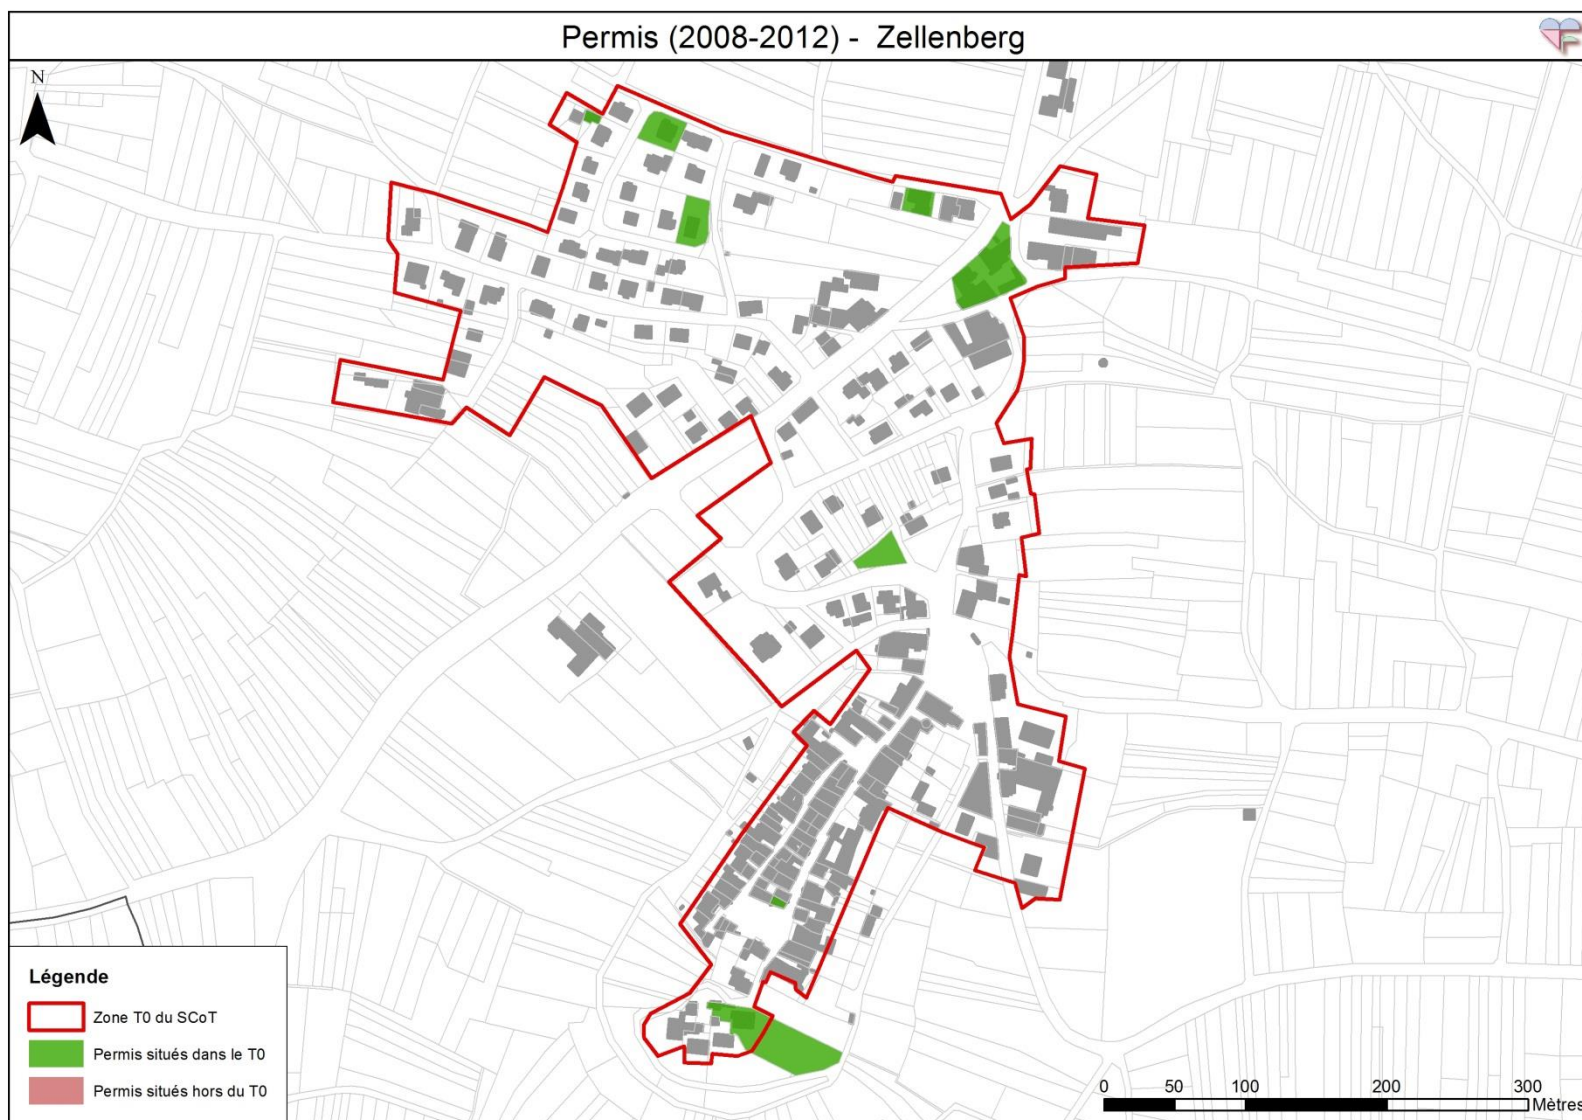 Permis (2008-2012) - Zellenberg
N
Légende
Zone T0 du SCoT
Permis situés dans le T0
Permis situés hors du T0
0 50 100 200 300
Mètres